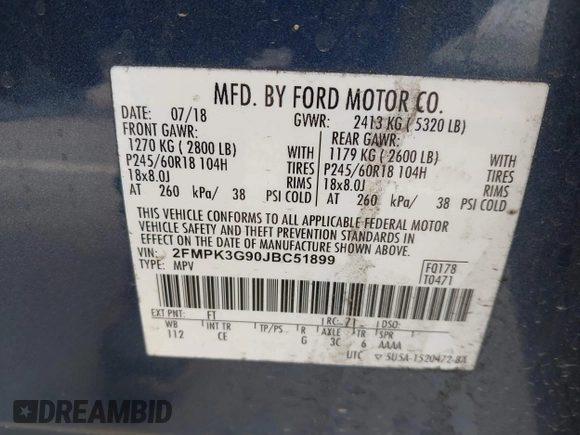 MFD. BY FORD MOTOR CO.
DATE: 07/18 GVWR: 2413 KG ( 5320 LB)
FRONT GAWR: REAR GAWR:
1270 KG ( 2800 LB) WITH 1179 KG ( 2600 LB) WITH
P245/60R18 104H TIRES P245/60R18 104H TIRES
18x8.0J RIMS 18x8.0J RIMS
AT 260 kPa/ 38 PSI COLD AT 260 kPa/ 38 PSI COLD
THIS VEHICLE CONFORMS TO ALL APPLICABLE FEDERAL MOTOR
VEHICLE SAFETY AND THEFT PREVENTION STANDARDS IN
EFFECT ON THE DATE OF MANUFACTURE SHOWN ABOVE.
VIN: 2FMPK3G90JBC51899
TYPE: MPV
F0178
T0471
EXT PNT: FT RC: 71 DSO:
WB INT TR TP/PS R AXLE TR SPR
112 CE G 3C 6 AAAA
UTC ▽ 5USA-1520472-BA
DREAMBID